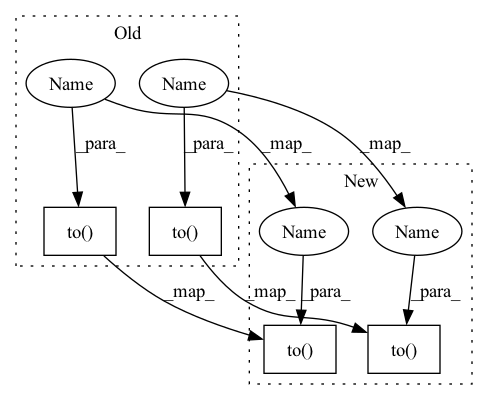 Old
Name
Name
_para_
_para_
_map_
_map_
New
to()
to()
Name
Name
_map_
_map_
_para_
_para_
to()
to()